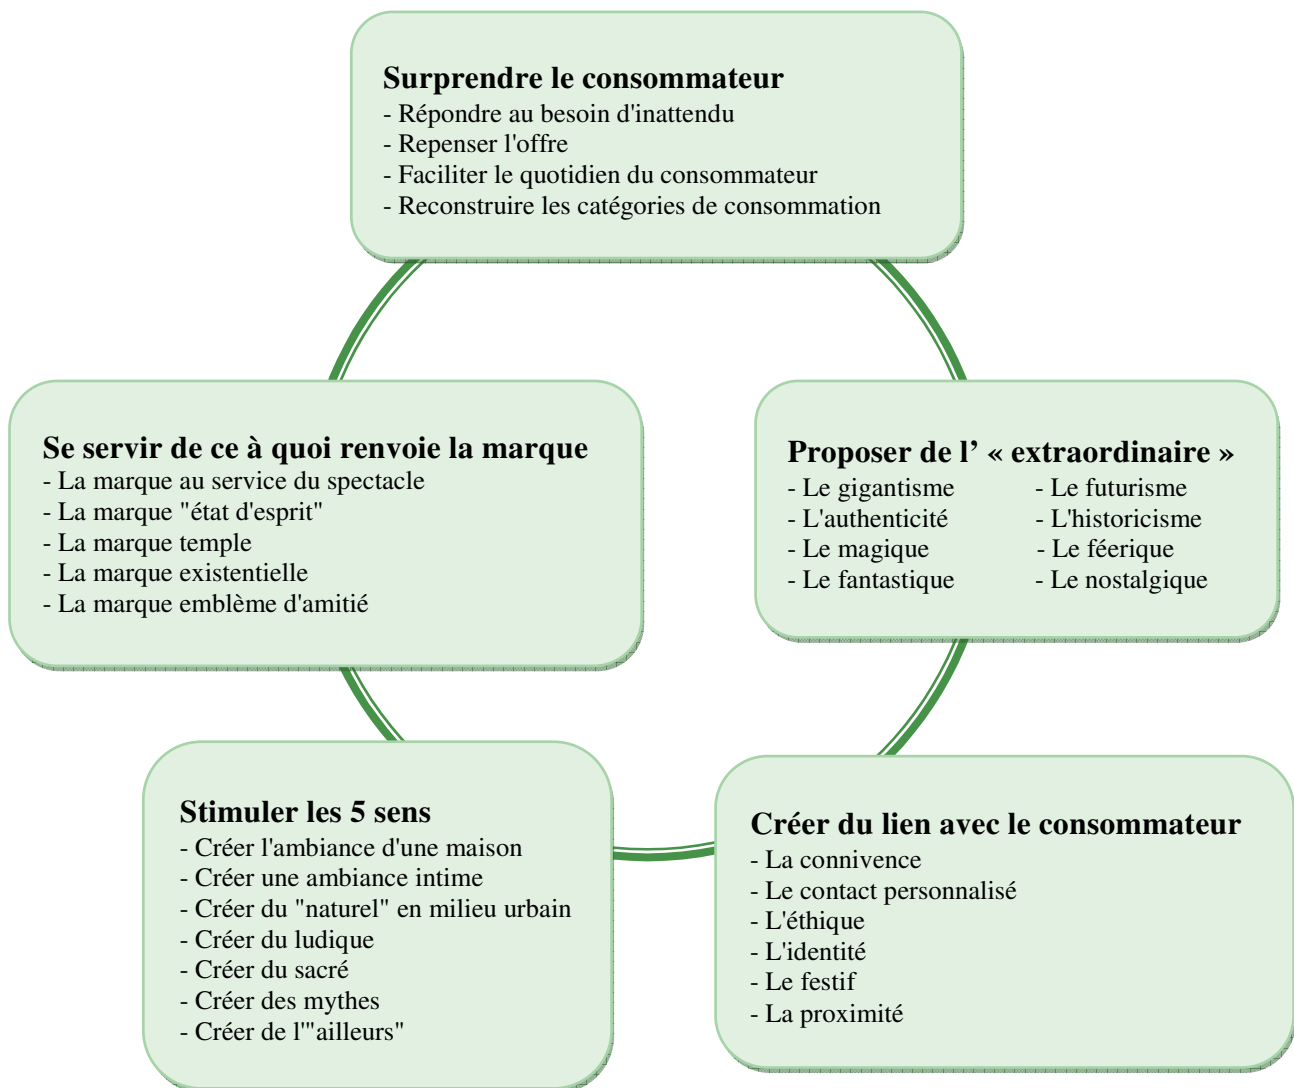 Surprendre le consommateur
- Répondre au besoin d'inattendu
- Repenser l'offre
- Faciliter le quotidien du consommateur
- Reconstruire les catégories de consommation
Se servir de ce à quoi renvoie la marque
- La marque au service du spectacle
- La marque "état d'esprit"
- La marque temple
- La marque existentielle
- La marque emblème d'amitié
Proposer de l’ « extraordinaire »
- Le gigantisme - Le futurisme
- L'authenticité - L'historicisme
- Le magique - Le féerique
- Le fantastique - Le nostalgique
Stimuler les 5 sens
- Créer l'ambiance d'une maison
- Créer une ambiance intime
- Créer du "naturel" en milieu urbain
- Créer du ludique
- Créer du sacré
- Créer des mythes
- Créer de l'"ailleurs"
Créer du lien avec le consommateur
- La connivence
- Le contact personnalisé
- L'éthique
- L'identité
- Le festif
- La proximité